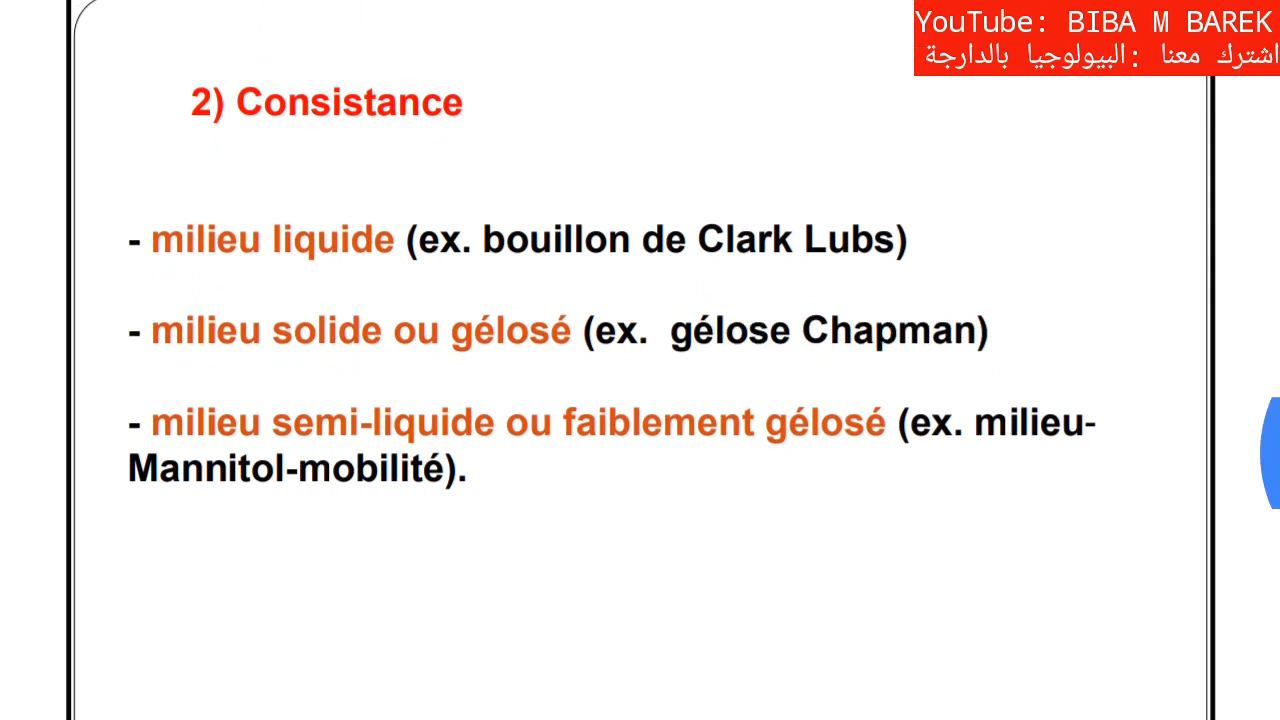 YouTube: BIBA M BAREK
اشترك معنا :البيولوجيا بالدارجة
2) Consistance
- milieu liquide (ex. bouillon de Clark Lubs)
- milieu solide ou gélosé (ex. gélose Chapman)
- milieu semi-liquide ou faiblement gélosé (ex. milieu-
Mannitol-mobilité).